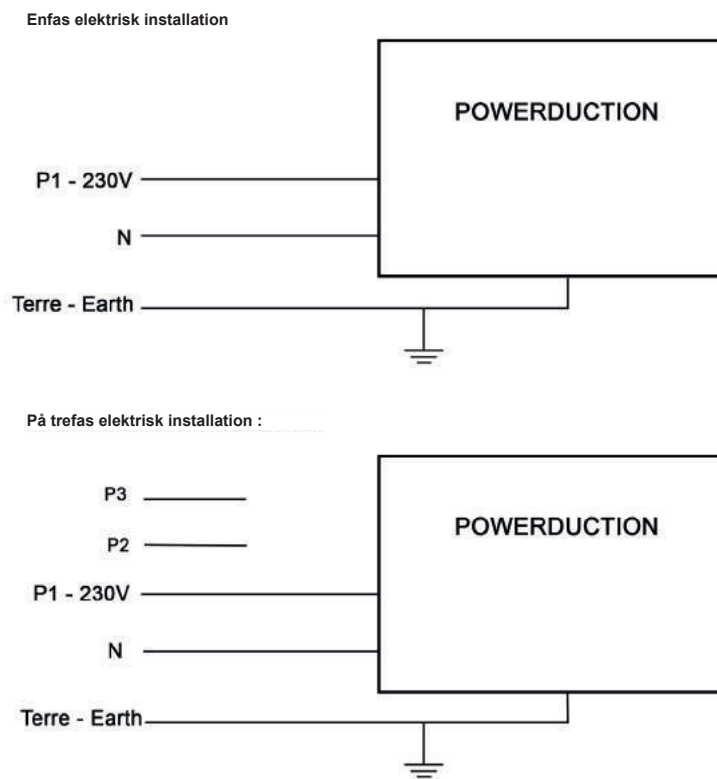 Enfas elektrisk installation
POWERDUCTION
P1 - 230V
N
Terre - Earth
På trefas elektrisk installation :
P3
POWERDUCTION
P2
P1 - 230V
N
Terre - Earth